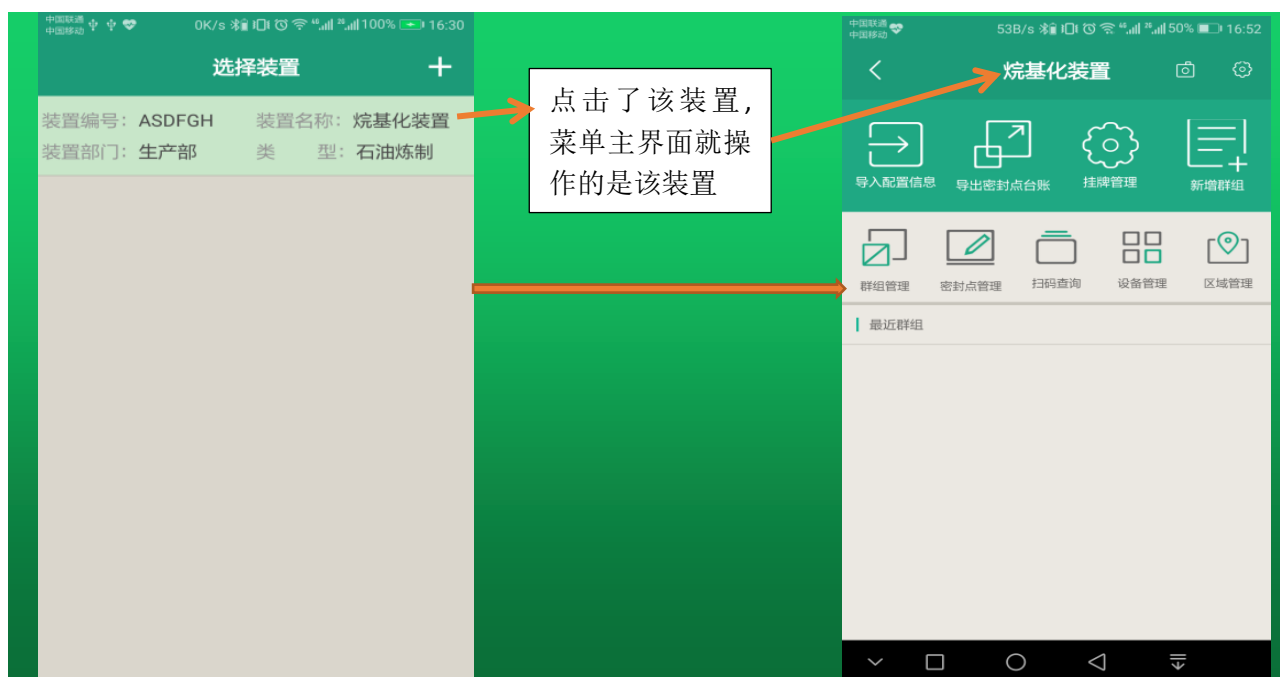 中国联通
中国移动
0K/s 46 26 100% 16:30
选择装置
装置编号: ASDFGH 装置名称: 烷基化装置
装置部门: 生产部 类 型: 石油炼制
点击了该装置,
菜单主界面就操
作的是该装置
中国联通
中国移动
53B/s 46 26 50% 16:52
烷基化装置
导入配置信息 导出密封点台账 挂牌管理 新增群组
群组管理 密封点管理 扫码查询 设备管理 区域管理
最近群组